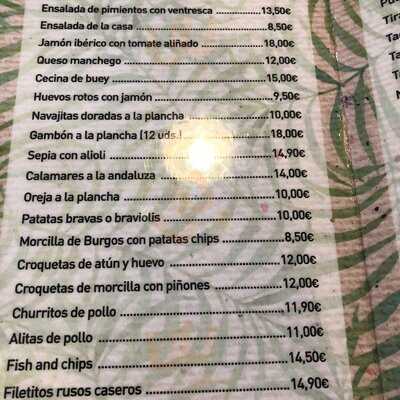 Ensalada de pimientos con ventresca ................13,50€
Ensalada de la casa ................8,50€
Jamón ibérico con tomate aliñado ................18,00€
Queso manchego ................12,00€
Cecina de buey ................15,00€
Huevos rotos con jamón ................9,50€
Navajitas doradas a la plancha ................10,00€
Gambón a la plancha (12 uds.) ................18,00€
Sepia con alioli ................14,90€
Calamares a la andaluza ................14,00€
Oreja a la plancha ................10,00€
Patatas bravas o braviolis ................10,00€
Morcilla de Burgos con patatas chips ................8,50€
Croquetas de atún y huevo ................12,00€
Croquetas de morcilla con piñones ................12,00€
Churritos de pollo ................11,90€
Alitas de pollo ................11,00€
Fish and chips ................14,50€
Filetitos rusos caseros ................14,90€